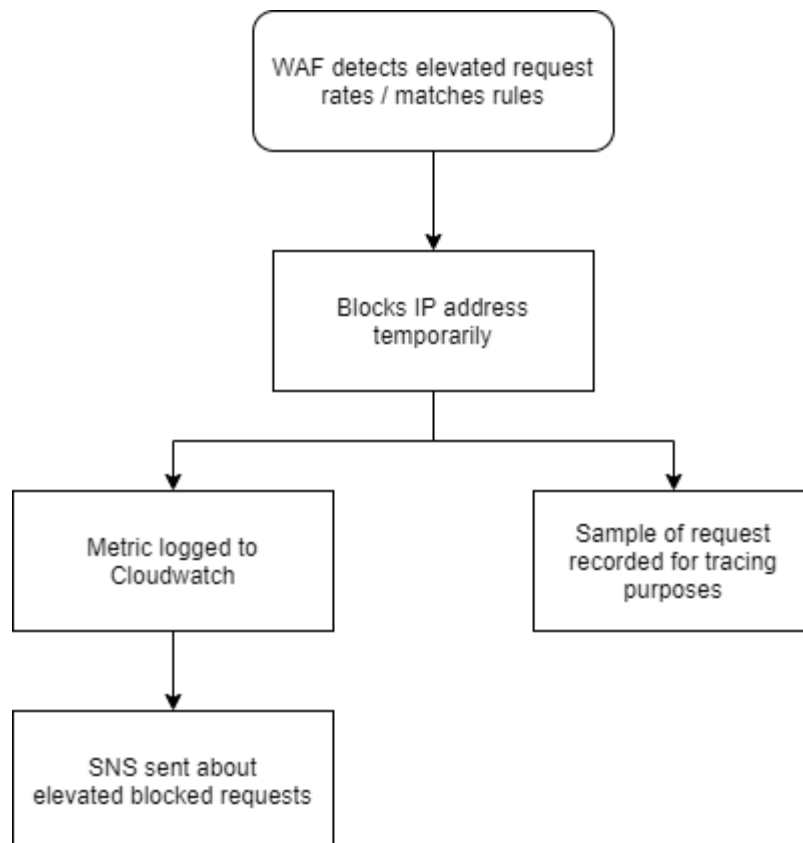 WAF detects elevated request
rates / matches rules
Blocks IP address
temporarily
Metric logged to
Cloudwatch
Sample of request
recorded for tracing
purposes
SNS sent about
elevated blocked requests